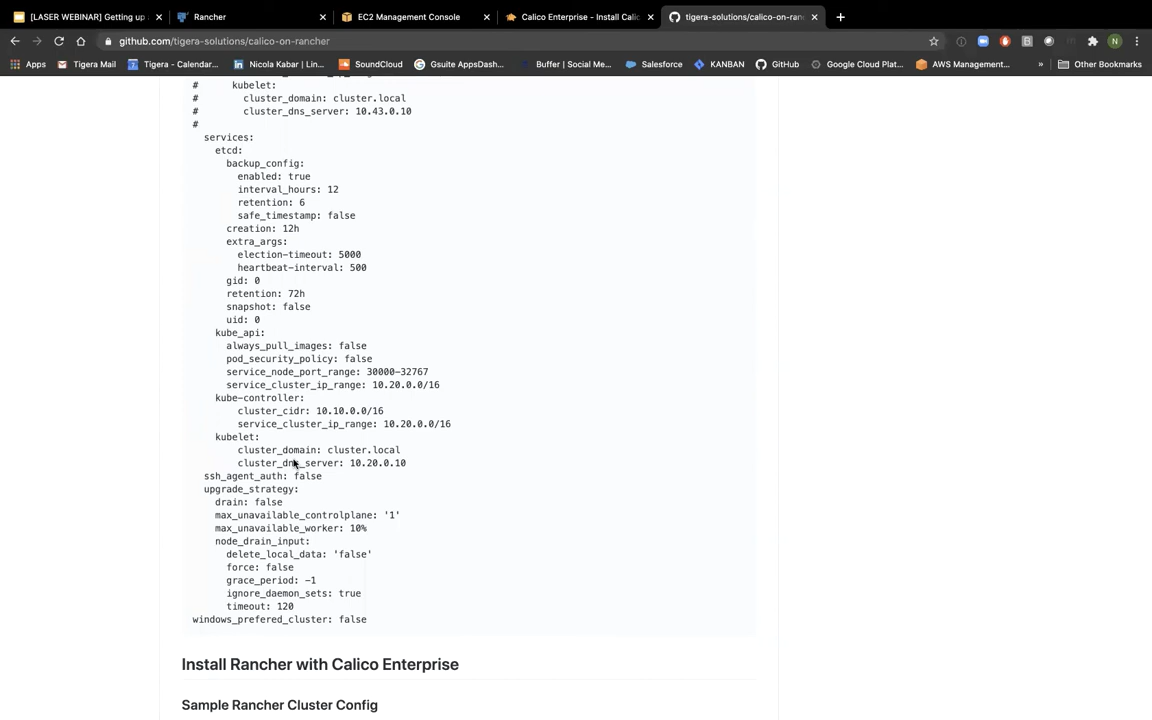 [LASER WEBINAR] Getting up
Rancher
EC2 Management Console
Calico Enterprise - Install Calic
tigera-solutions/calico-on-ranc
github.com/tigera-solutions/calico-on-rancher
N
Apps
Tigera Mail
Tigera - Calendar...
Nicola Kabar | Lin...
SoundCloud
Gsuite AppsDash...
Buffer | Social Me...
Salesforce
KANBAN
GitHub
Google Cloud Plat...
AWS Management...
»
Other Bookmarks
# kubelet:
# cluster_domain: cluster.local
# cluster_dns_server: 10.43.0.10
#
services:
etcd:
backup_config:
enabled: true
interval_hours: 12
retention: 6
safe_timestamp: false
creation: 12h
extra_args:
election-timeout: 5000
heartbeat-interval: 500
gid: 0
retention: 72h
snapshot: false
uid: 0
kube_api:
always_pull_images: false
pod_security_policy: false
service_node_port_range: 30000-32767
service_cluster_ip_range: 10.20.0.0/16
kube-controller:
cluster_cidr: 10.10.0.0/16
service_cluster_ip_range: 10.20.0.0/16
kubelet:
cluster_domain: cluster.local
cluster_dns_server: 10.20.0.10
ssh_agent_auth: false
upgrade_strategy:
drain: false
max_unavailable_controlplane: '1'
max_unavailable_worker: 10%
node_drain_input:
delete_local_data: 'false'
force: false
grace_period: -1
ignore_daemon_sets: true
timeout: 120
windows_prefered_cluster: false
Install Rancher with Calico Enterprise
Sample Rancher Cluster Config